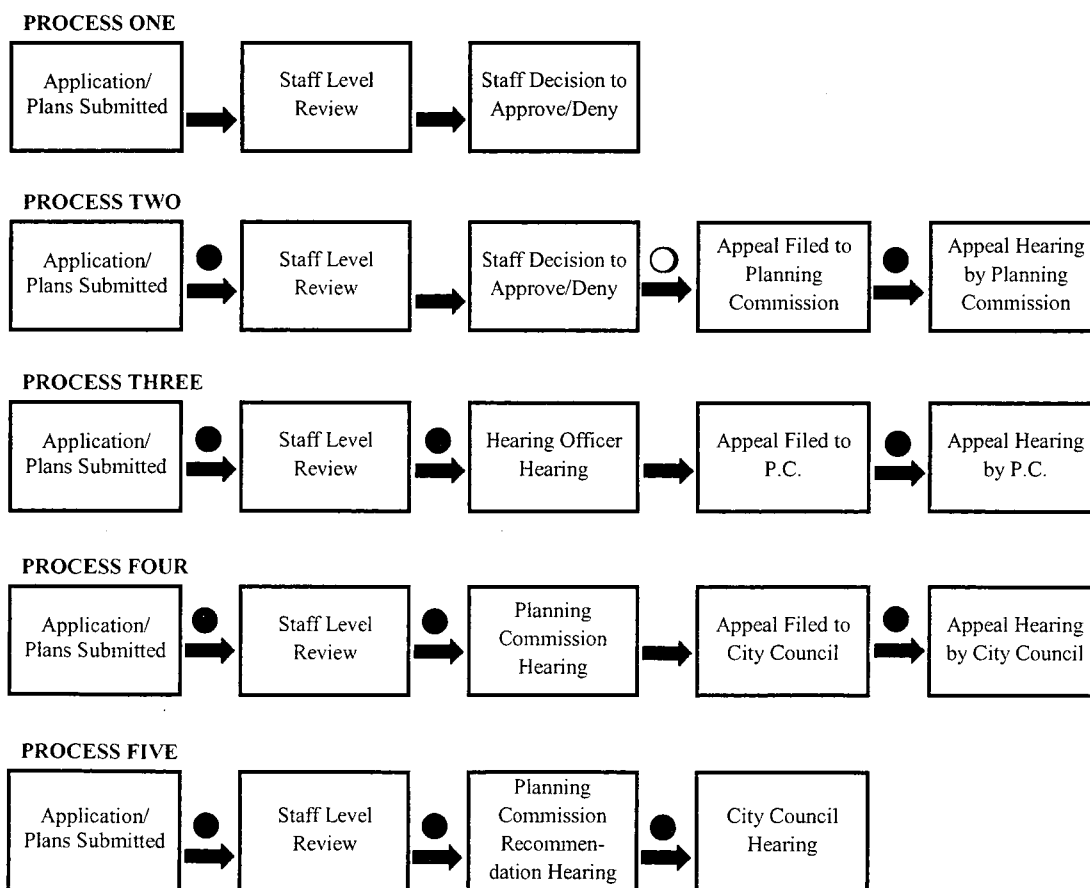 PROCESS ONE
Application/
Plans Submitted
Staff Level
Review
Staff Decision to
Approve/Deny
PROCESS TWO
Application/
Plans Submitted
Staff Level
Review
Staff Decision to
Approve/Deny
Appeal Filed to
Planning
Commission
Appeal Hearing
by Planning
Commission
PROCESS THREE
Application/
Plans Submitted
Staff Level
Review
Hearing Officer
Hearing
Appeal Filed to
P.C.
Appeal Hearing
by P.C.
PROCESS FOUR
Application/
Plans Submitted
Staff Level
Review
Planning
Commission
Hearing
Appeal Filed to
City Council
Appeal Hearing
by City Council
PROCESS FIVE
Application/
Plans Submitted
Staff Level
Review
Planning
Commission
Recommen-
dation Hearing
City Council
Hearing